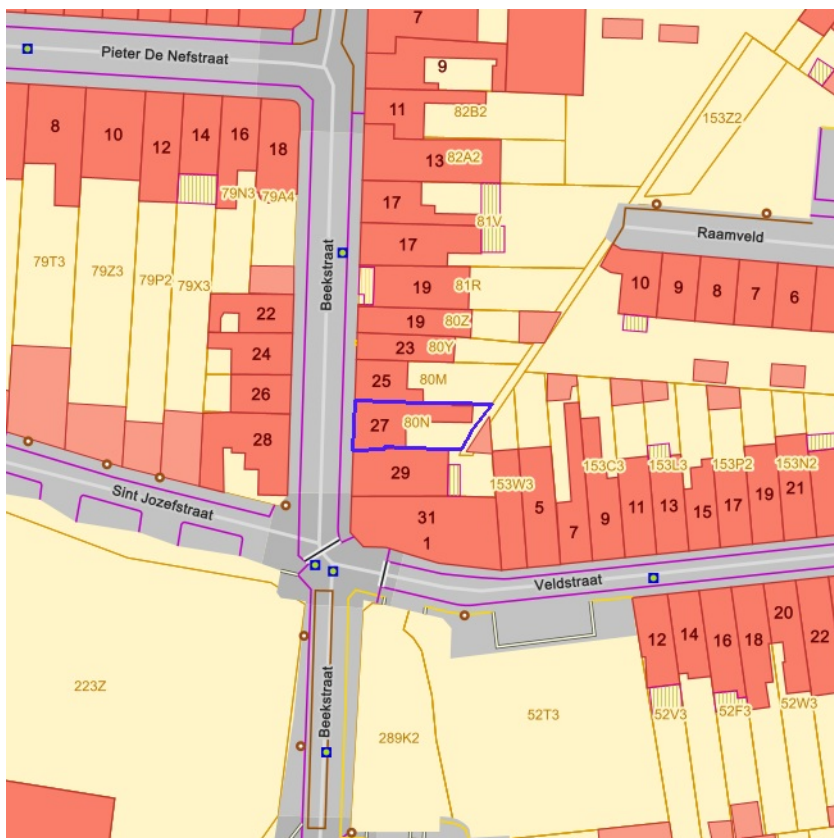 7
Pieter De Nefstraat
9
153Z2
82B2
11
8
10
12
14
16
18
13
82A2
79N3
79A4
17
81V
Raamveld
17
79T3
79Z3
79P2
79X3
Beekstraat
19
81R
10
9
8
7
6
22
19
80Z
23
80Y
24
25
80M
26
27
80N
28
29
153C3
153L3
153P2
153N2
153W3
Sint Jozefstraat
5
7
9
11
13
15
17
19
21
31
1
Veldstraat
12
14
16
18
20
22
223Z
Beekstraat
289K2
52T3
52V3
52F3
52W3